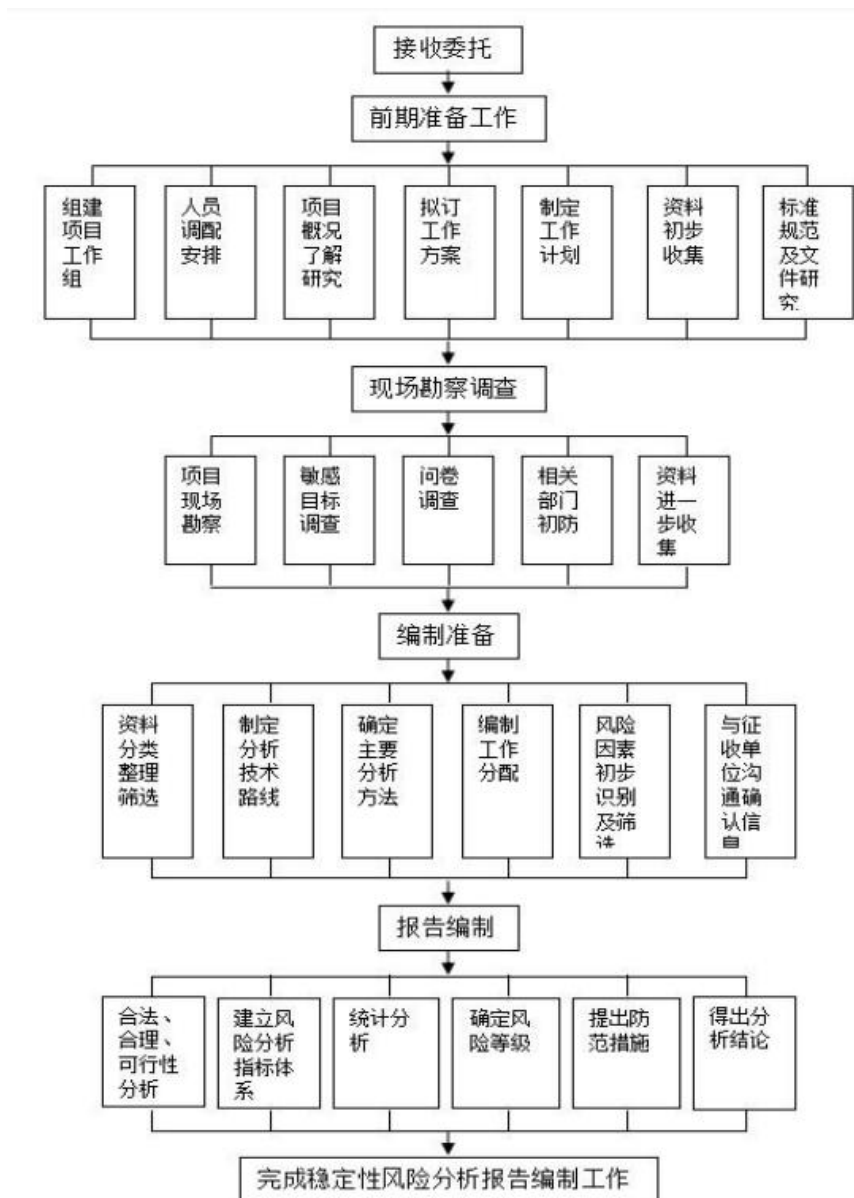 接收委托
前期准备工作
组建
项目
工作
组
人员
调配
安排
项目
概况
了解
研究
拟订
工作
方案
制定
工作
计划
资料
初步
收集
标准
规范
及文
件研
究
现场勘察调查
项目
现场
勘察
敏感
目标
调查
问卷
调查
相关
部门
初防
资料
进一
步收
集
编制准备
资料
分类
整理
筛选
制定
分析
技术
路线
确定
主要
分析
方法
编制
工作
分配
风险
因素
初步
识别
及筛
选
与征
收单
位沟
通确
认信
息
报告编制
合法、
合理、
可行性
分析
建立风
险分析
指标体
系
统计分
析
确定风
险等级
提出防
范措施
得出分
析结论
完成稳定性风险分析报告编制工作